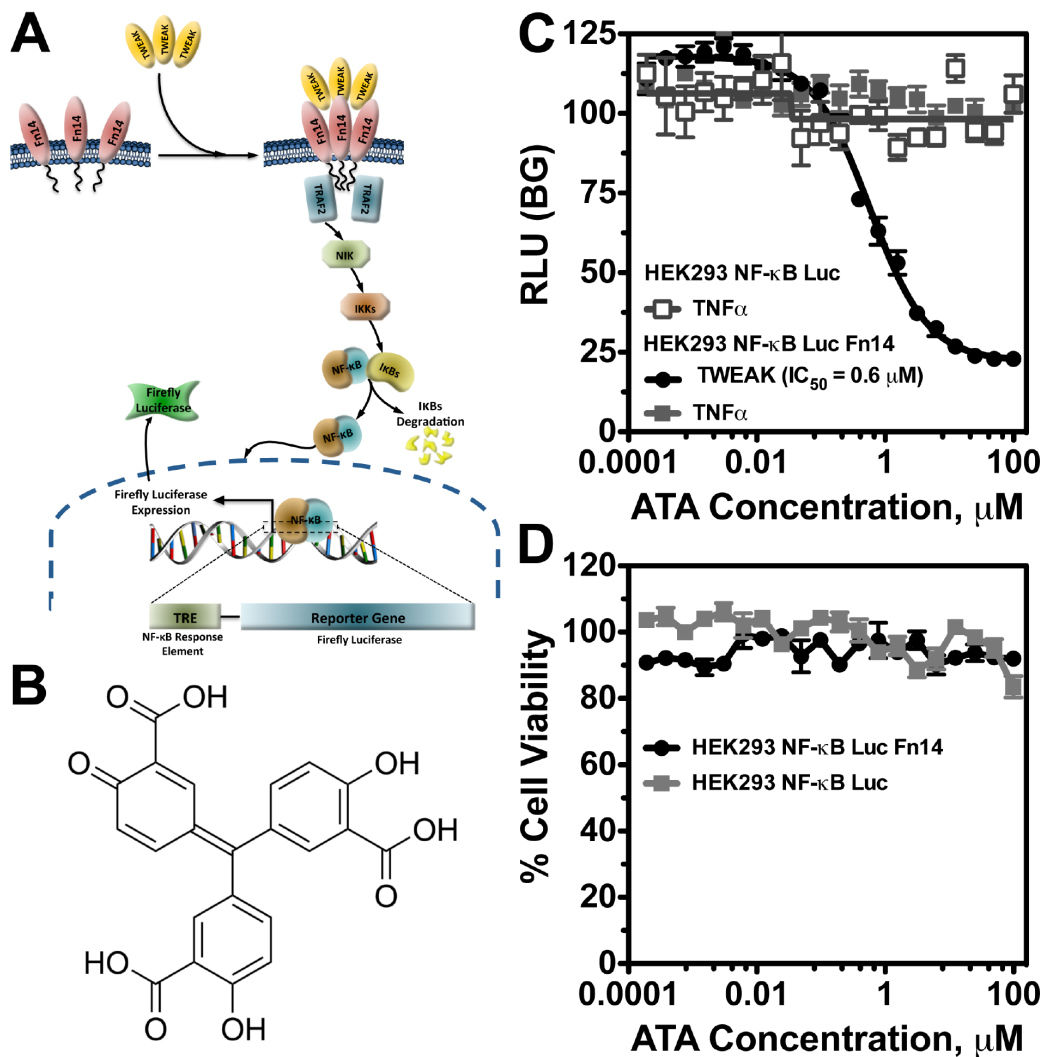 A
TWEAK
TWEAK
TWEAK
Fn14
Fn14
Fn14
TWEAK
TWEAK
TWEAK
Fn14
Fn14
Fn14
TRAF2
TRAF2
NIK
IKKs
NF-κB
IκBs
IκBs
Degradation
NF-κB
Firefly
Luciferase
Firefly Luciferase
Expression
NF-κB
TRE
Reporter Gene
NF-κB Response
Element
Firefly Luciferase
B
O
OH
O
OH
OH
O
HO
O
OH
C
RLU (BG)
125
100
75
50
25
0
HEK293 NF-κB Luc
TNFα
HEK293 NF-κB Luc Fn14
TWEAK (IC50 = 0.6 μM)
TNFα
0.0001
0.01
1
100
ATA Concentration, μM
D
% Cell Viability
120
100
80
60
40
20
0
HEK293 NF-κB Luc Fn14
HEK293 NF-κB Luc
0.0001
0.01
1
100
ATA Concentration, μM